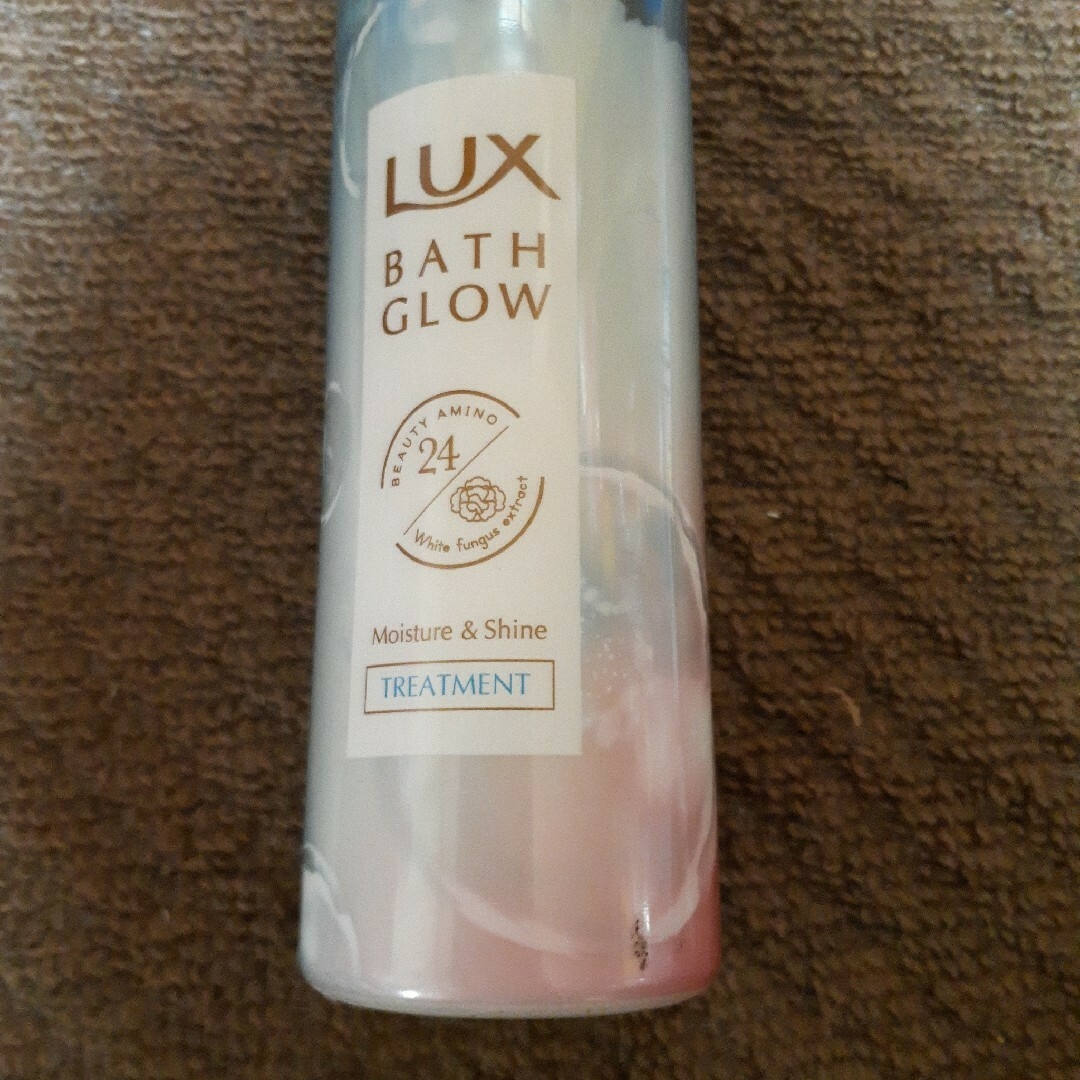 LUX
BATH
GLOW
BEAUTY AMINO
24
White fungus extract
Moisture & Shine
TREATMENT